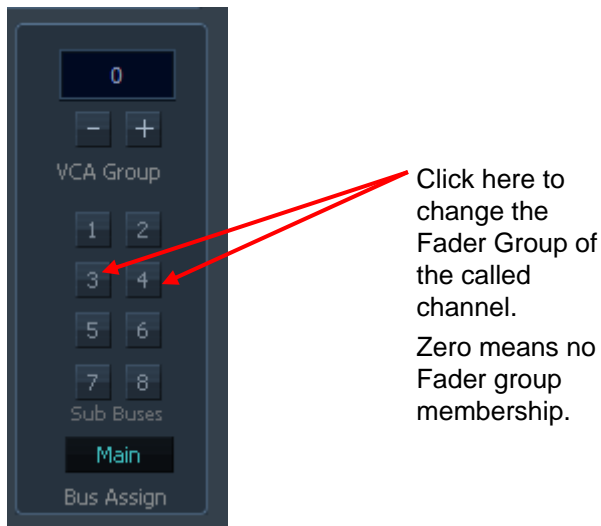 0
- +
VCA Group
1 2
3 4
5 6
7 8
Sub Buses
Main
Bus Assign
Click here to
change the
Fader Group of
the called
channel.
Zero means no
Fader group
membership.